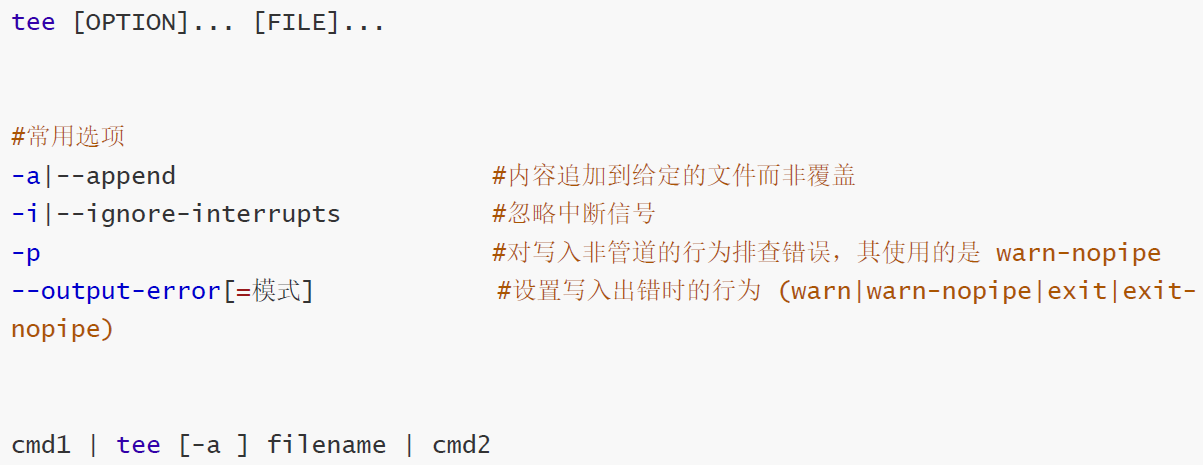 tee [OPTION]... [FILE]...
#常用选项
-a|--append #内容追加到给定的文件而非覆盖
-i|--ignore-interrupts #忽略中断信号
-p #对写入非管道的行为排查错误，其使用的是 warn-nopipe
--output-error[=模式] #设置写入出错时的行为 (warn|warn-nopipe|exit|exit-
nopipe)
cmd1 | tee [-a ] filename | cmd2